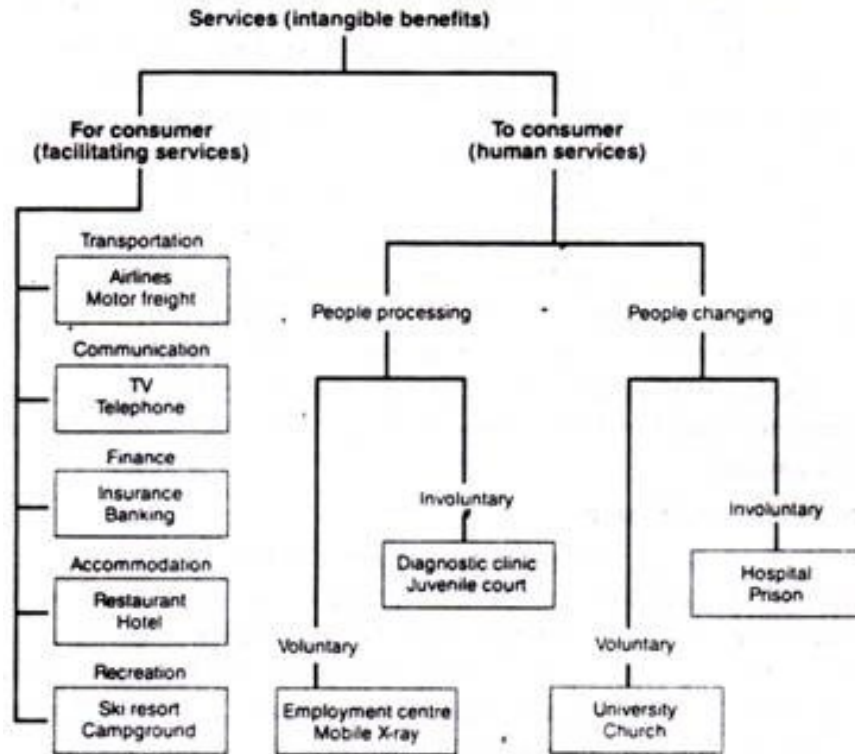 Services (intangible benefits)
For consumer
(facilitating services)
To consumer
(human services)
Transportation
Airlines
Motor freight
Communication
TV
Telephone
Finance
Insurance
Banking
Accommodation
Restaurant
Hotel
Recreation
Ski resort
Campground
People processing
People changing
Involuntary
Diagnostic clinic
Juvenile court
Voluntary
Employment centre
Mobile X-ray
Involuntary
Hospital
Prison
Voluntary
University
Church